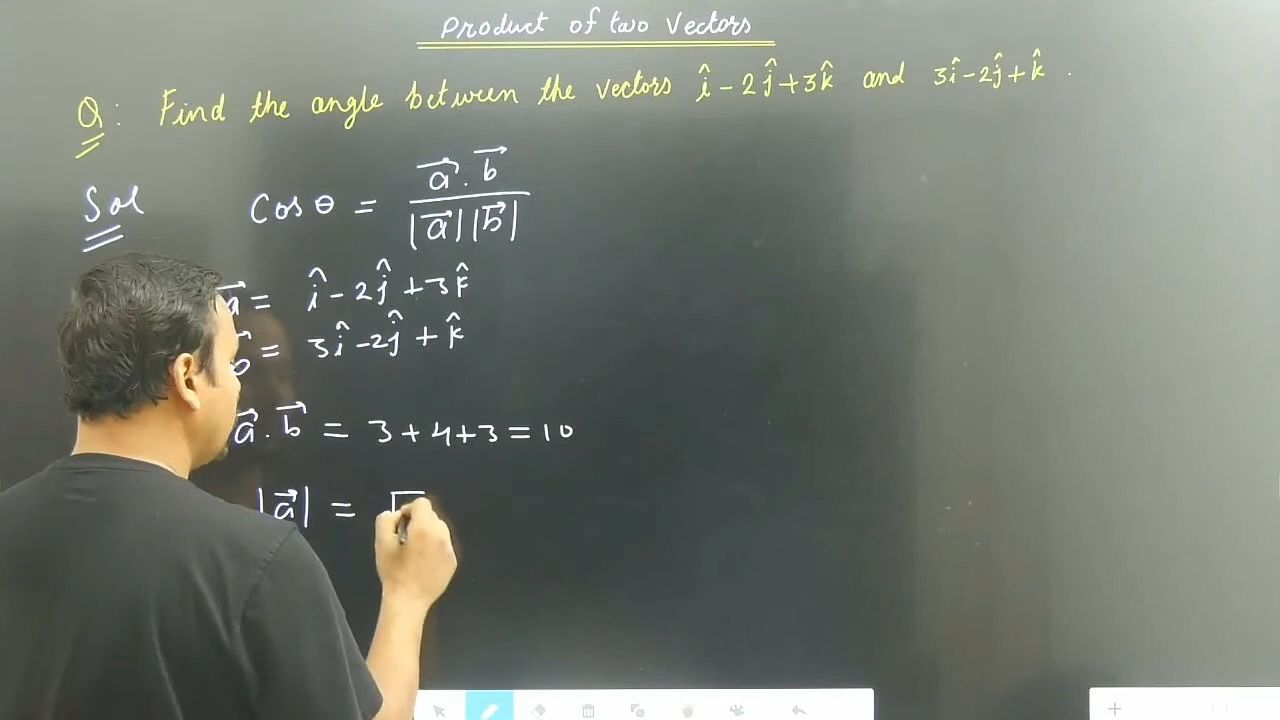 Product of two Vectors
Q: Find the angle between the vectors î - 2ĵ + 3k̂ and 3î - 2ĵ + k̂ .
Sol
Cos θ = a⃗ . b⃗ / |a⃗| |b⃗|
a⃗ = î - 2ĵ + 3k̂
b⃗ = 3î - 2ĵ + k̂
a⃗ . b⃗ = 3 + 4 + 3 = 10
|a⃗| = √